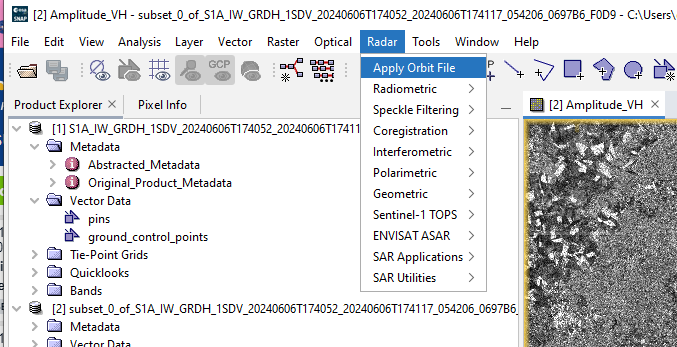 esa
SNAP
[2] Amplitude_VH - subset_0_of_S1A_IW_GRDH_1SDV_20240606T174052_20240606T174117_054206_0697B6_F0D9 - C:\Users\
File Edit View Analysis Layer Vector Raster Optical Radar Tools Window Help
GCP
Apply Orbit File
Radiometric
Speckle Filtering
Coregistration
Interferometric
Polarimetric
Geometric
Sentinel-1 TOPS
ENVISAT ASAR
SAR Applications
SAR Utilities
Product Explorer Pixel Info
[2] Amplitude_VH
[1] S1A_IW_GRDH_1SDV_20240606T174052_20240606T17411
Metadata
Abstracted_Metadata
Original_Product_Metadata
Vector Data
pins
ground_control_points
Tie-Point Grids
Quicklooks
Bands
[2] subset_0_of_S1A_IW_GRDH_1SDV_20240606T174052_20240606T174117_054206_0697B6_
Metadata
Vector Data